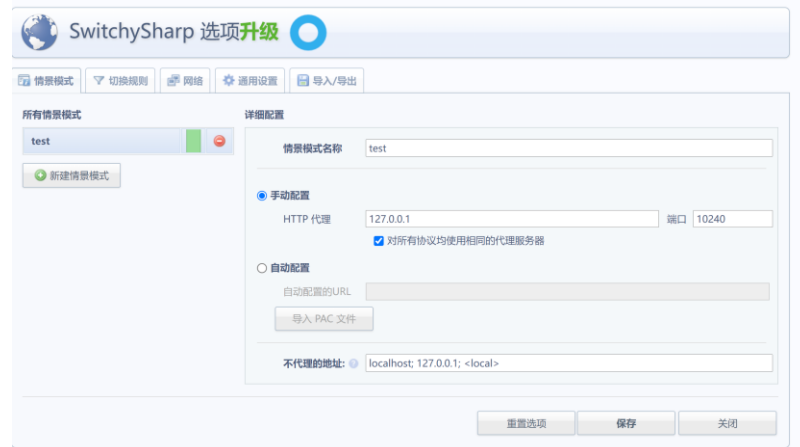 SwitchySharp 选项升级
情景模式 切换规则 网络 通用设置 导入/导出
所有情景模式
test
新建情景模式
详细配置
情景模式名称 test
手动配置
HTTP 代理 127.0.0.1 端口 10240
对所有协议均使用相同的代理服务器
自动配置
自动配置的URL
导入 PAC 文件
不代理的地址: localhost; 127.0.0.1; <local>
重置选项 保存 关闭